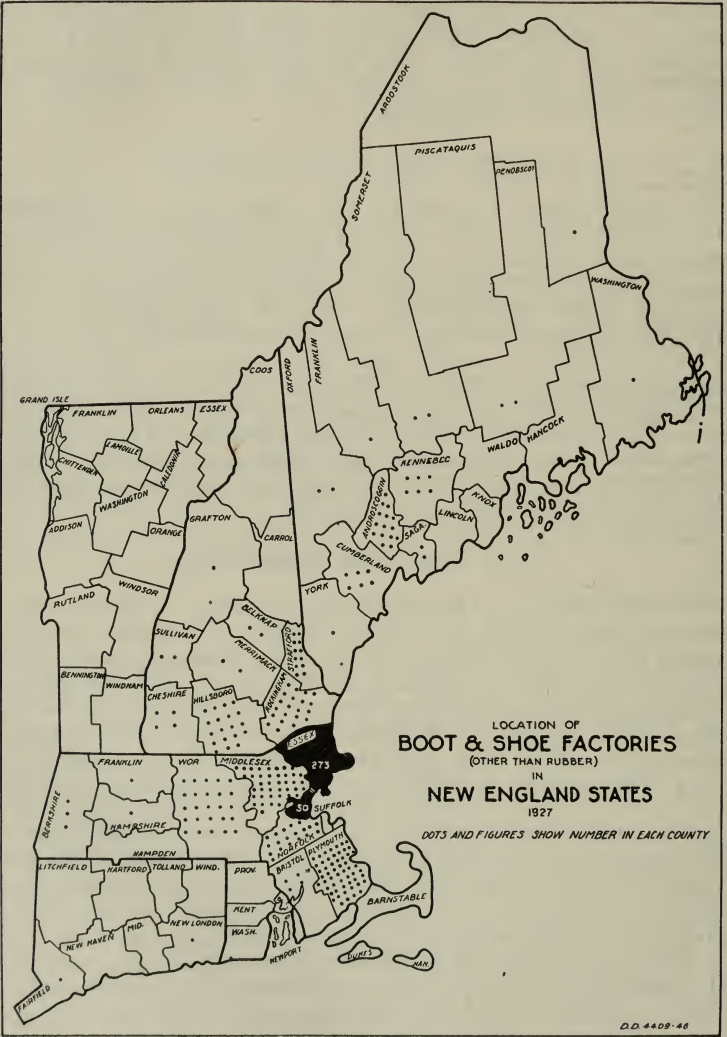 AROOSTOOK
PISCATAQUIS
PENOBSCOT
SOMERSET
WASHINGTON
COOS
OXFORD
FRANKLIN
GRAND ISLE
FRANKLIN
ORLEANS
ESSEX
LAMOILLE
CHITTENDEN
CALEDONIA
WASHINGTON
KENNEBEC
WALDO
HANCOCK
KNOX
LINCOLN
ANDROSCOGGIN
SAGA.
CUMBERLAND
YORK
ADDISON
ORANGE
GRAFTON
CARROL
WINDSOR
RUTLAND
BELKNAP
STRAFFORD
SULLIVAN
MERRIMACK
ROCKINGHAM
BENNINGTON
WINDHAM
CHESHIRE
HILLSBORO
ESSEX
273
50
SUFFOLK
FRANKLIN
WOR
MIDDLESEX
BERKSHIRE
HAMPSHIRE
HAMPDEN
NORFOLK
BRISTOL
PLYMOUTH
BARNSTABLE
DUKES
NAN.
LITCHFIELD
HARTFORD
TOLLAND
WIND.
PROV.
KENT
WASH.
NEWPORT
NEW LONDON
MID.
NEW HAVEN
FAIRFIELD
LOCATION OF
BOOT & SHOE FACTORIES
(OTHER THAN RUBBER)
IN
NEW ENGLAND STATES
1927
DOTS AND FIGURES SHOW NUMBER IN EACH COUNTY
D.D. 4409-46